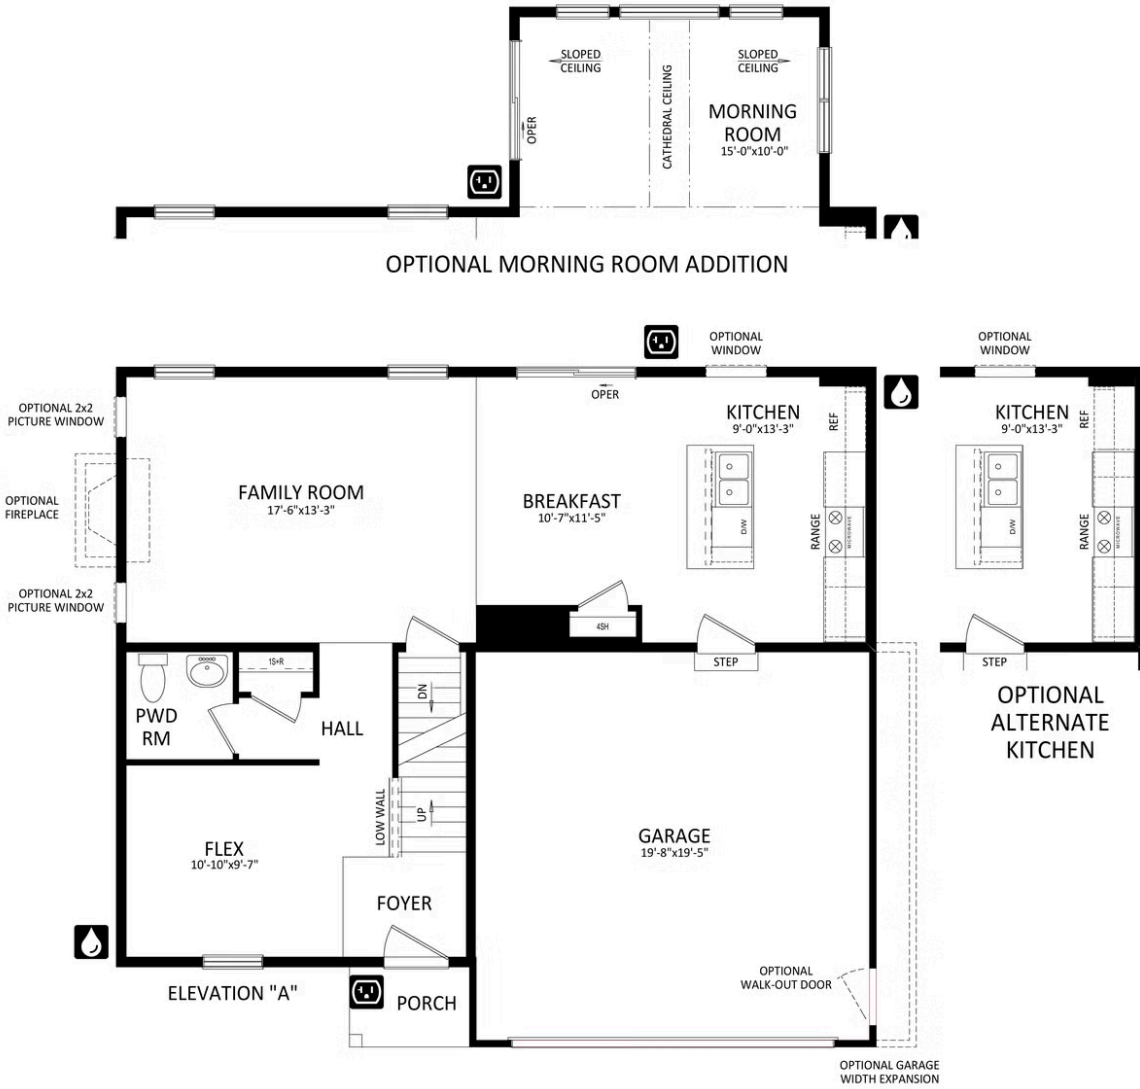 SLOPED
CEILING
SLOPED
CEILING
CATHEDRAL CEILING
MORNING
ROOM
15'-0"x10'-0"
OPER
OPTIONAL MORNING ROOM ADDITION
OPTIONAL
WINDOW
OPTIONAL
WINDOW
OPER
OPTIONAL 2x2
PICTURE WINDOW
KITCHEN
9'-0"x13'-3"
REF
KITCHEN
9'-0"x13'-3"
REF
OPTIONAL
FIREPLACE
FAMILY ROOM
17'-6"x13'-3"
BREAKFAST
10'-7"x11'-5"
D/W
RANGE
MICROWAVE
D/W
RANGE
MICROWAVE
OPTIONAL 2x2
PICTURE WINDOW
4SH
STEP
STEP
1S+R
DN
PWD
RM
HALL
OPTIONAL
ALTERNATE
KITCHEN
LOW WALL
UP
FLEX
10'-10"x9'-7"
GARAGE
19'-8"x19'-5"
FOYER
OPTIONAL
WALK-OUT DOOR
ELEVATION "A"
PORCH
OPTIONAL GARAGE
WIDTH EXPANSION